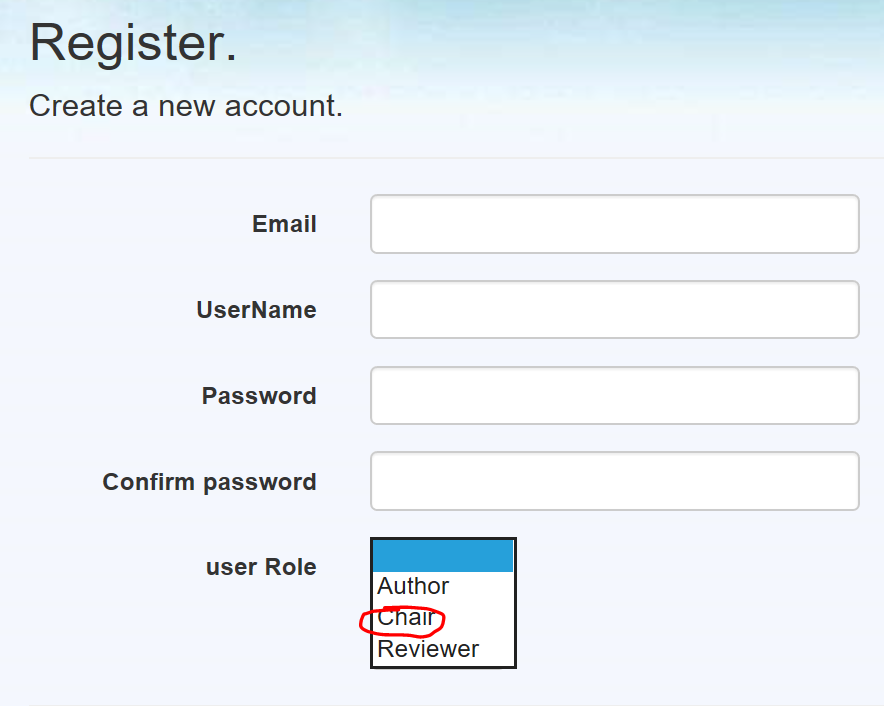 Register.
Create a new account.
Email
UserName
Password
Confirm password
user Role
Author
Chair
Reviewer